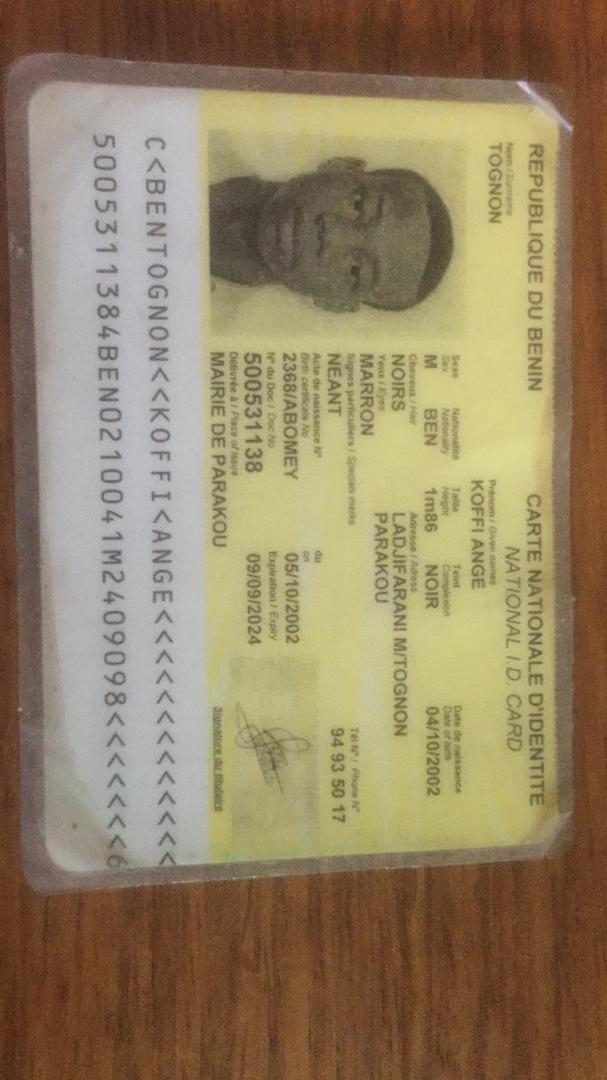 REPUBLIQUE DU BENIN
CARTE NATIONALE D'IDENTITE
NATIONAL I.D. CARD
Nom / Surname
TOGNON
Prénom / Given names
KOFFI ANGE
Sexe Nationalité Taille Teint Date de naissance
Sex Nationality Height Complexion Date of birth
M BEN 1m86 NOIR 04/10/2002
Cheveux / Hair Adresse / Adress
NOIRS LADJIFARANI M/TOGNON
Yeux / Eyes PARAKOU
MARRON
Signes particuliers / Specials marks Tél N° / Phone N°
NEANT 94 93 50 17
Acte de naissance N° du
Birth certificate No on
2368/ABOMEY 05/10/2002
N° du Doc / Doc No Expiration / Expiry
500531138 09/09/2024
Délivrée à / Place of issue
MAIRIE DE PARAKOU Signature du titulaire
C<BENTOGNON<<KOFFI<ANGE<<<<<<<<<<<<<
5005311384BEN0210041M2409098<<<<<<<6